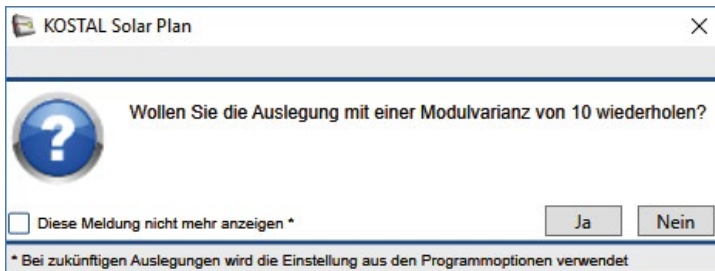 KOSTAL Solar Plan
Wollen Sie die Auslegung mit einer Modulvarianz von 10 wiederholen?
Diese Meldung nicht mehr anzeigen *
Ja
Nein
* Bei zukünftigen Auslegungen wird die Einstellung aus den Programmoptionen verwendet